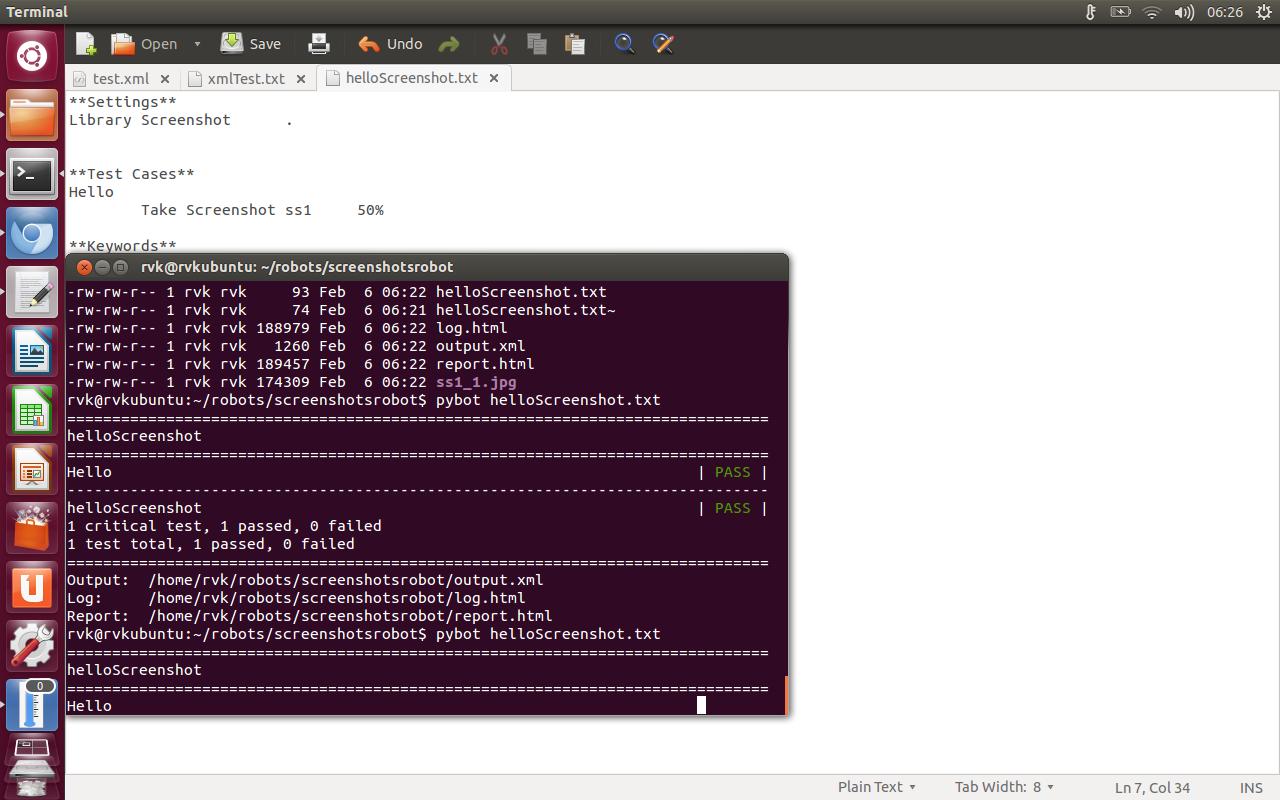 Terminal
06:26
Open
Save
Undo
test.xml
xmlTest.txt
helloScreenshot.txt
**Settings**
Library Screenshot      .
**Test Cases**
Hello
        Take Screenshot ss1     50%
**Keywords**
rvk@rvkubuntu: ~/robots/screenshotsrobot
-rw-rw-r-- 1 rvk rvk     93 Feb  6 06:22 helloScreenshot.txt
-rw-rw-r-- 1 rvk rvk     74 Feb  6 06:21 helloScreenshot.txt~
-rw-rw-r-- 1 rvk rvk 188979 Feb  6 06:22 log.html
-rw-rw-r-- 1 rvk rvk   1260 Feb  6 06:22 output.xml
-rw-rw-r-- 1 rvk rvk 189457 Feb  6 06:22 report.html
-rw-rw-r-- 1 rvk rvk 174309 Feb  6 06:22 ss1_1.jpg
rvk@rvkubuntu:~/robots/screenshotsrobot$ pybot helloScreenshot.txt
==============================================================================
helloScreenshot
==============================================================================
Hello                                                                 | PASS |
------------------------------------------------------------------------------
helloScreenshot                                                       | PASS |
1 critical test, 1 passed, 0 failed
1 test total, 1 passed, 0 failed
==============================================================================
Output:  /home/rvk/robots/screenshotsrobot/output.xml
Log:     /home/rvk/robots/screenshotsrobot/log.html
Report:  /home/rvk/robots/screenshotsrobot/report.html
rvk@rvkubuntu:~/robots/screenshotsrobot$ pybot helloScreenshot.txt
==============================================================================
helloScreenshot
==============================================================================
Hello
0
Plain Text
Tab Width: 8
Ln 7, Col 34
INS